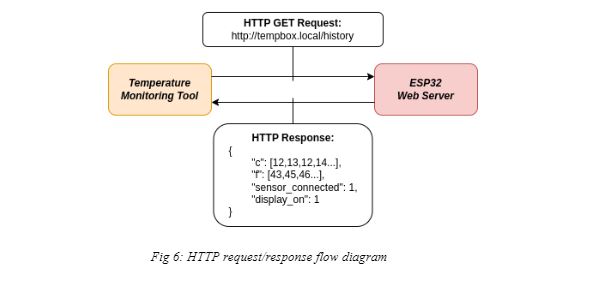 HTTP GET Request:
http://tempbox.local/history
Temperature
Monitoring Tool
ESP32
Web Server
HTTP Response:
{
"c": [12,13,12,14...],
"f": [43,45,46...],
"sensor_connected": 1,
"display_on": 1
}
Fig 6: HTTP request/response flow diagram